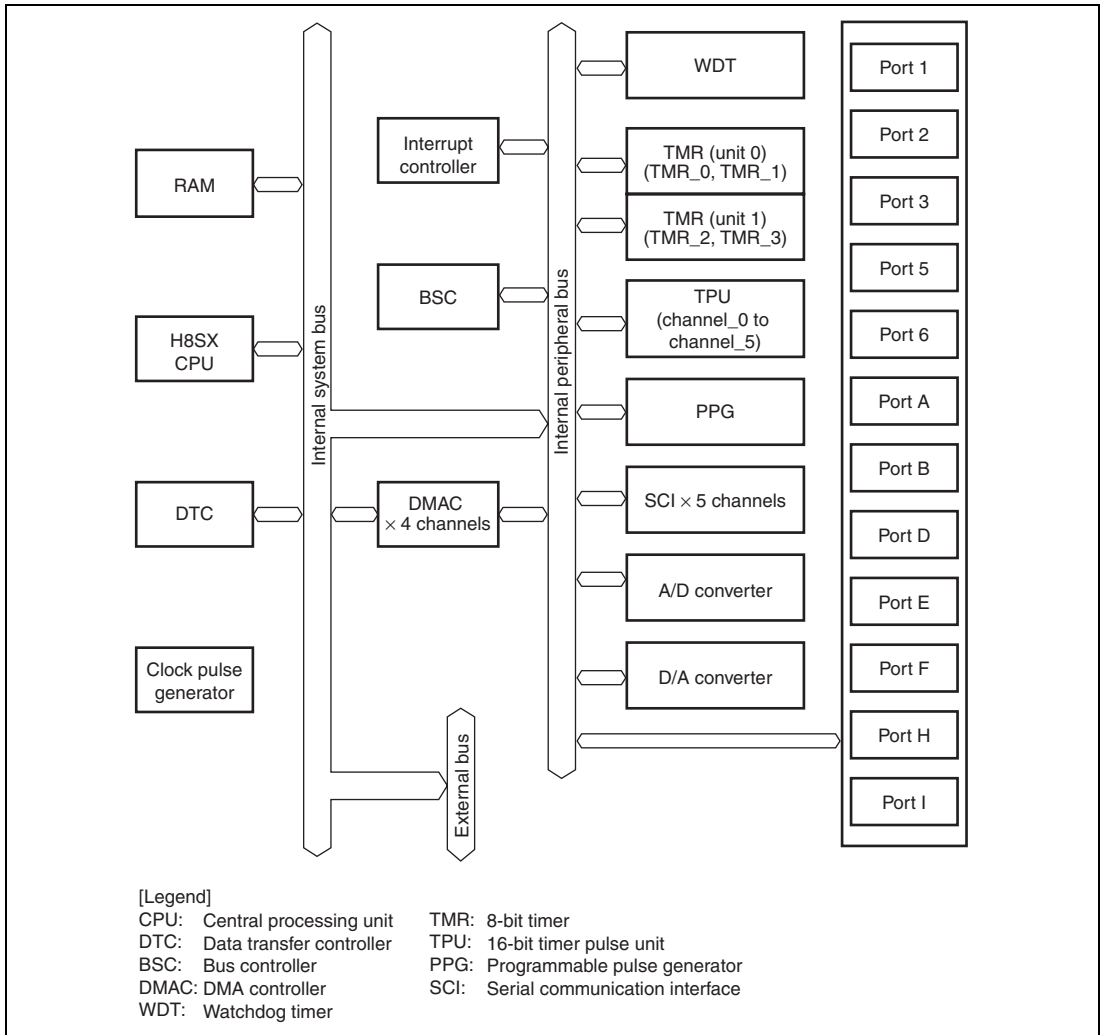 RAM
H8SX
CPU
DTC
Clock pulse
generator
Internal system bus
Interrupt
controller
BSC
DMAC
× 4 channels
External bus
Internal peripheral bus
WDT
TMR (unit 0)
(TMR_0, TMR_1)
TMR (unit 1)
(TMR_2, TMR_3)
TPU
(channel_0 to
channel_5)
PPG
SCI × 5 channels
A/D converter
D/A converter
Port 1
Port 2
Port 3
Port 5
Port 6
Port A
Port B
Port D
Port E
Port F
Port H
Port I
[Legend]
CPU: Central processing unit
DTC: Data transfer controller
BSC: Bus controller
DMAC: DMA controller
WDT: Watchdog timer
TMR: 8-bit timer
TPU: 16-bit timer pulse unit
PPG: Programmable pulse generator
SCI: Serial communication interface